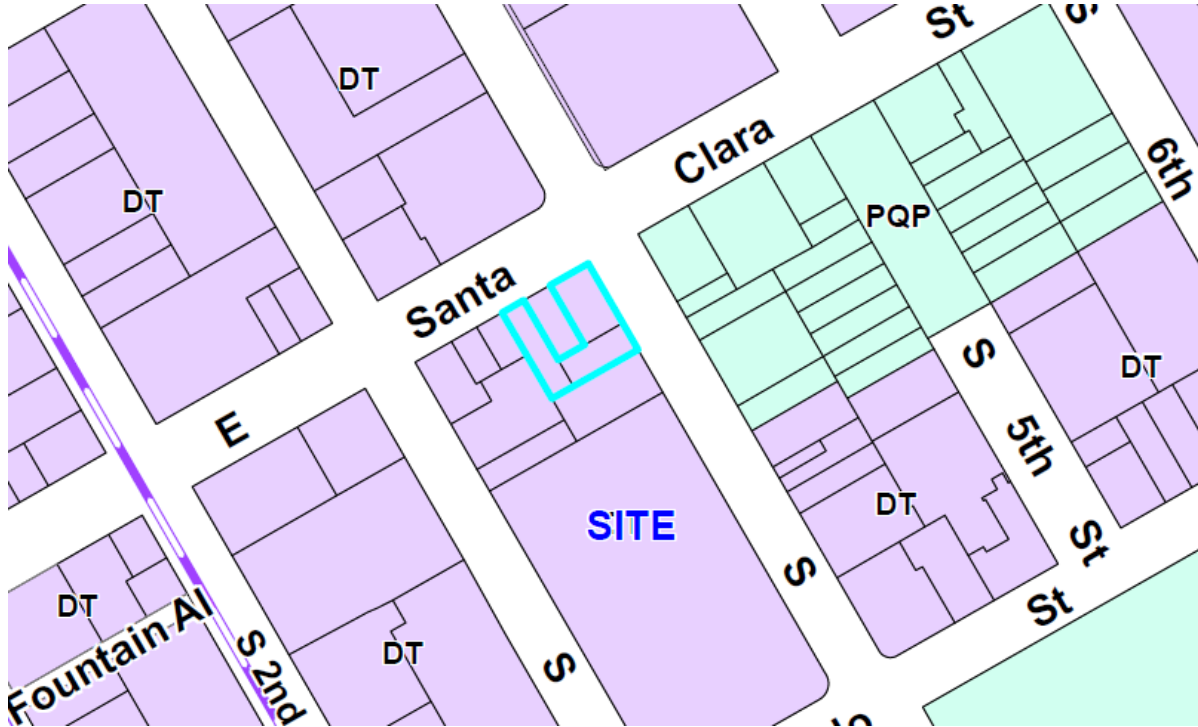 St
S
DT
Clara
6th
DT
PQP
Santa
S
DT
E
5th
DT
SITE
S
St
St
DT
Fountain Al
S 2nd
DT
S